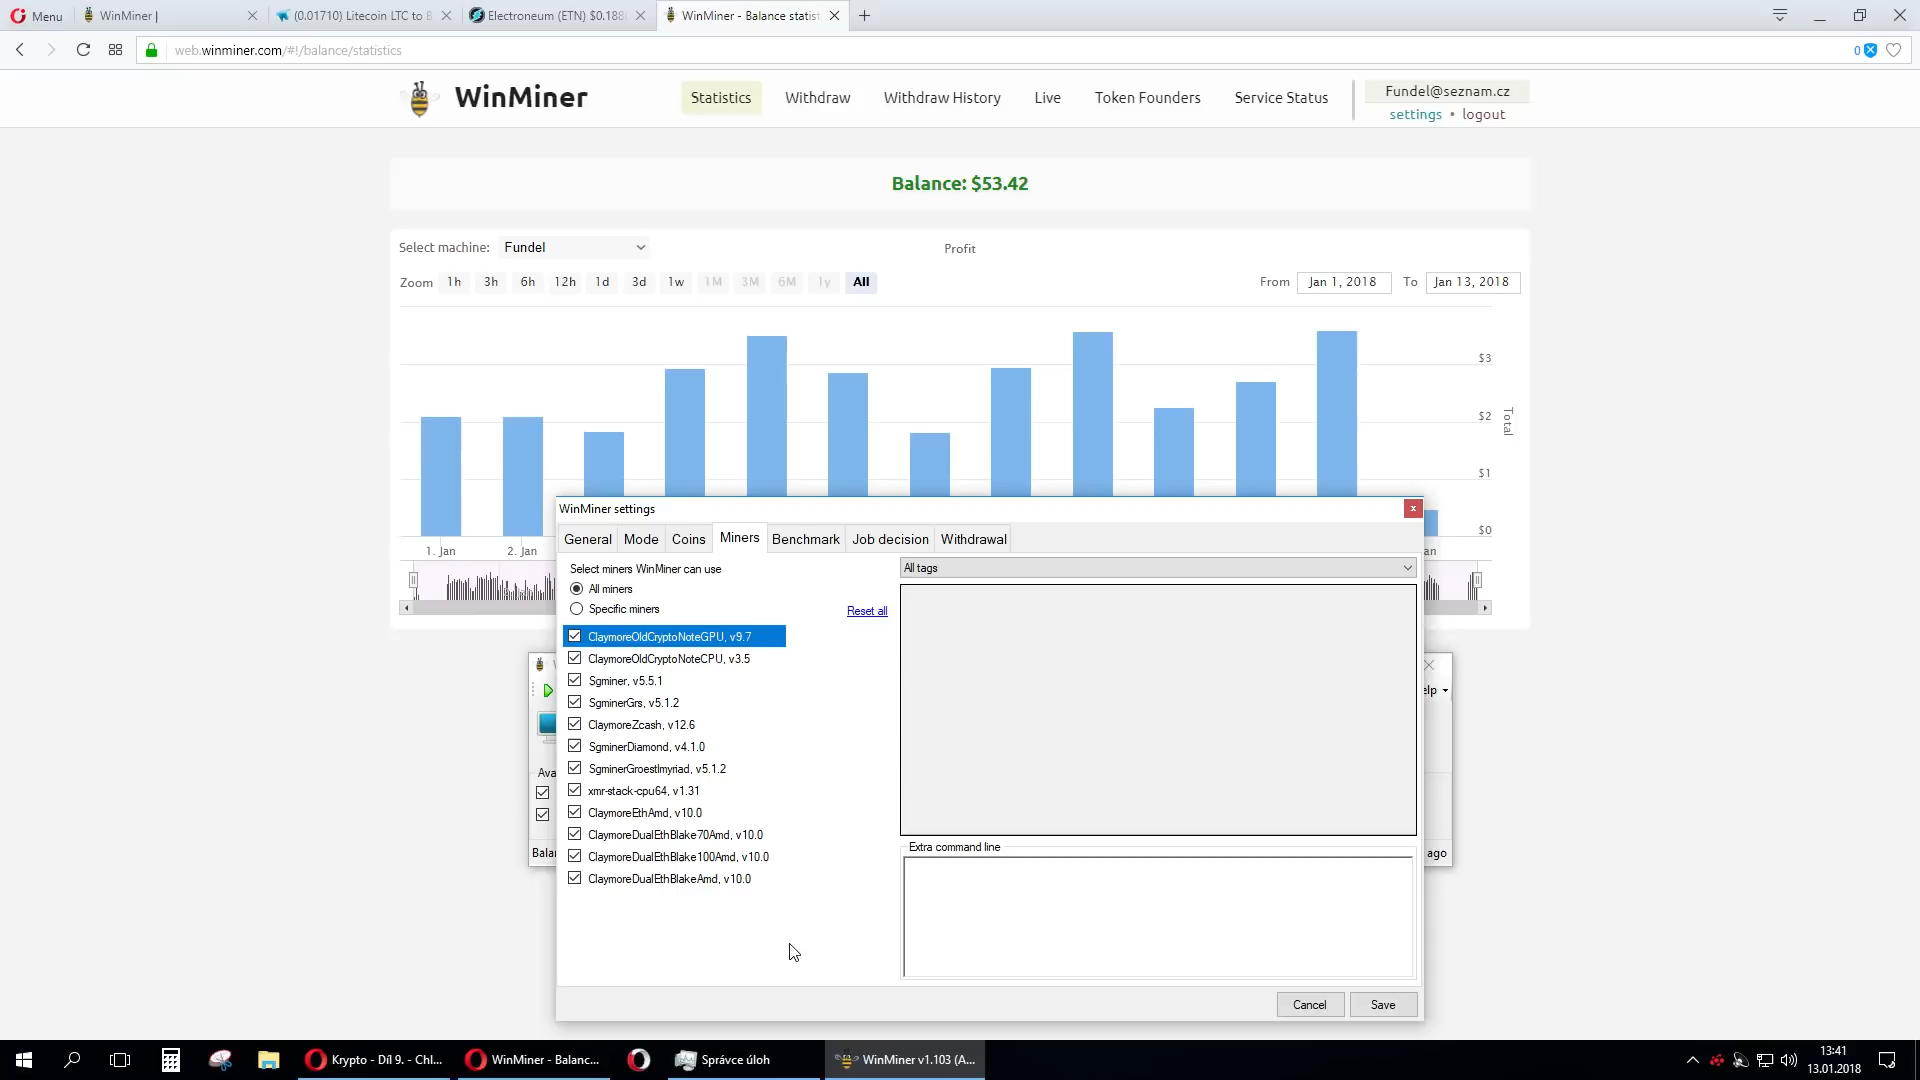 Menu
WinMiner |
(0.01710) Litecoin LTC to B
Electroneum (ETN) $0.188
WinMiner - Balance statist
web.winminer.com/#!/balance/statistics
0
WinMiner
Statistics
Withdraw
Withdraw History
Live
Token Founders
Service Status
Fundel@seznam.cz
settings • logout
Balance: $53.42
Select machine: Fundel
Profit
Zoom 1h 3h 6h 12h 1d 3d 1w 1M 3M 6M 1y All
From Jan 1, 2018 To Jan 13, 2018
$3
$2
$1
$0
Total
1. Jan
2. Jan
an
WinMiner settings
General
Mode
Coins
Miners
Benchmark
Job decision
Withdrawal
Select miners WinMiner can use
All miners
Specific miners
Reset all
All tags
ClaymoreOldCryptoNoteGPU, v9.7
ClaymoreOldCryptoNoteCPU, v3.5
Sgminer, v5.5.1
SgminerGrs, v5.1.2
ClaymoreZcash, v12.6
SgminerDiamond, v4.1.0
SgminerGroestlmyriad, v5.1.2
xmr-stack-cpu64, v1.31
ClaymoreEthAmd, v10.0
ClaymoreDualEthBlake70Amd, v10.0
ClaymoreDualEthBlake100Amd, v10.0
ClaymoreDualEthBlakeAmd, v10.0
Extra command line
Cancel
Save
elp
Ava
Balar
ago
Krypto - Díl 9. - Chl...
WinMiner - Balanc...
Správce úloh
WinMiner v1.103 (A...
13:41
13.01.2018